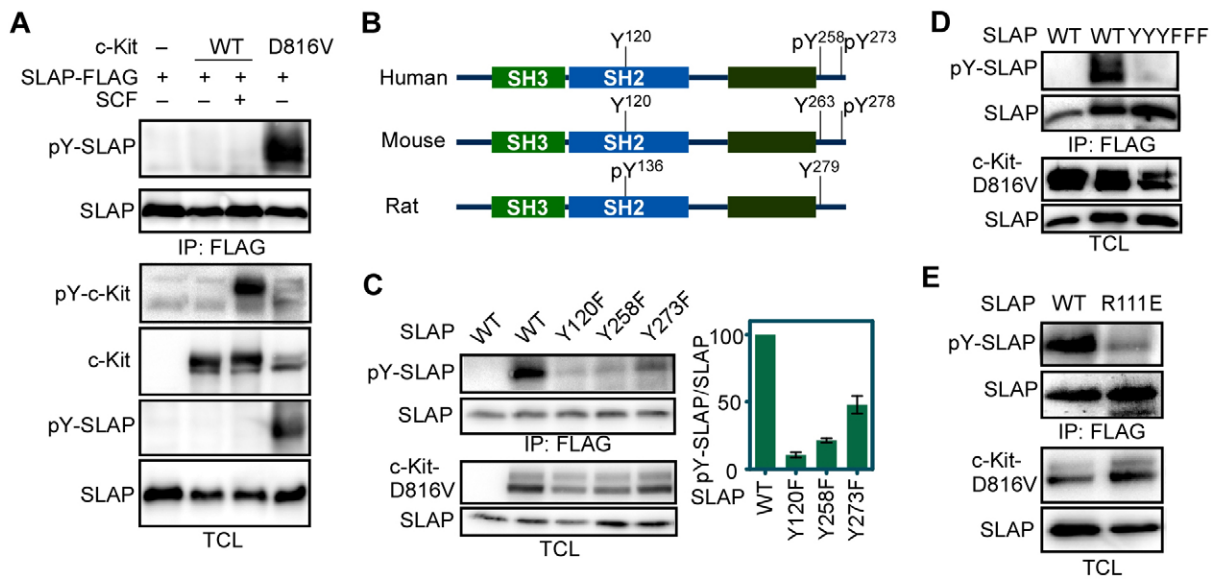 A
c-Kit – WT D816V
SLAP-FLAG + + + +
SCF – – + –
pY-SLAP
SLAP
IP: FLAG
pY-c-Kit
c-Kit
pY-SLAP
SLAP
TCL
B
Y120 pY258 pY273
Human SH3 SH2
Y120 Y263 pY278
Mouse SH3 SH2
pY136 Y279
Rat SH3 SH2
C
SLAP WT WT Y120F Y258F Y273F
pY-SLAP
SLAP
IP: FLAG
c-Kit-
D816V
SLAP
TCL
pY-SLAP/SLAP
100
50
0
SLAP WT Y120F Y258F Y273F
D
SLAP WT WT YYYFFF
pY-SLAP
SLAP
IP: FLAG
c-Kit-
D816V
SLAP
TCL
E
SLAP WT R111E
pY-SLAP
SLAP
IP: FLAG
c-Kit-
D816V
SLAP
TCL